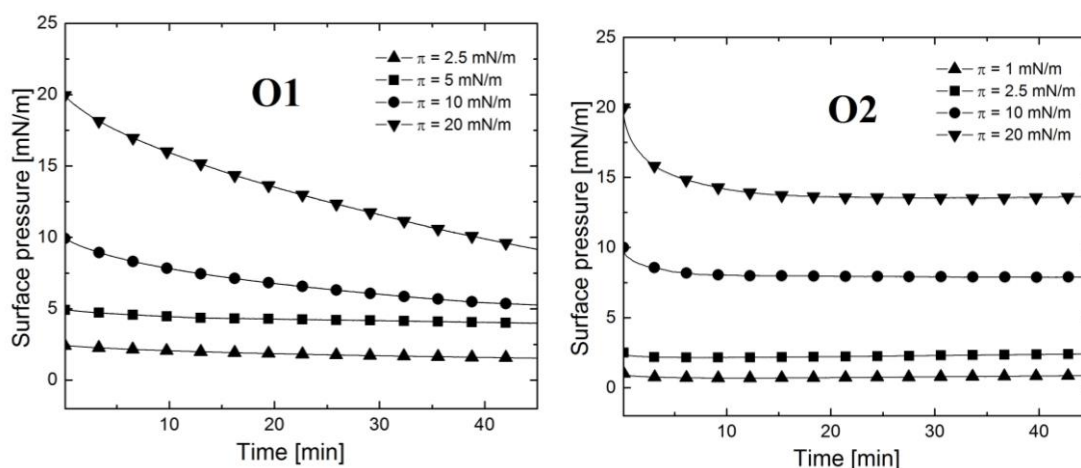 O1
π = 2.5 mN/m
π = 5 mN/m
π = 10 mN/m
π = 20 mN/m
Surface pressure [mN/m]
25
20
15
10
5
0
10
20
30
40
Time [min]
O2
π = 1 mN/m
π = 2.5 mN/m
π = 10 mN/m
π = 20 mN/m
Surface pressure [mN/m]
25
20
15
10
5
0
0
10
20
30
40
Time [min]